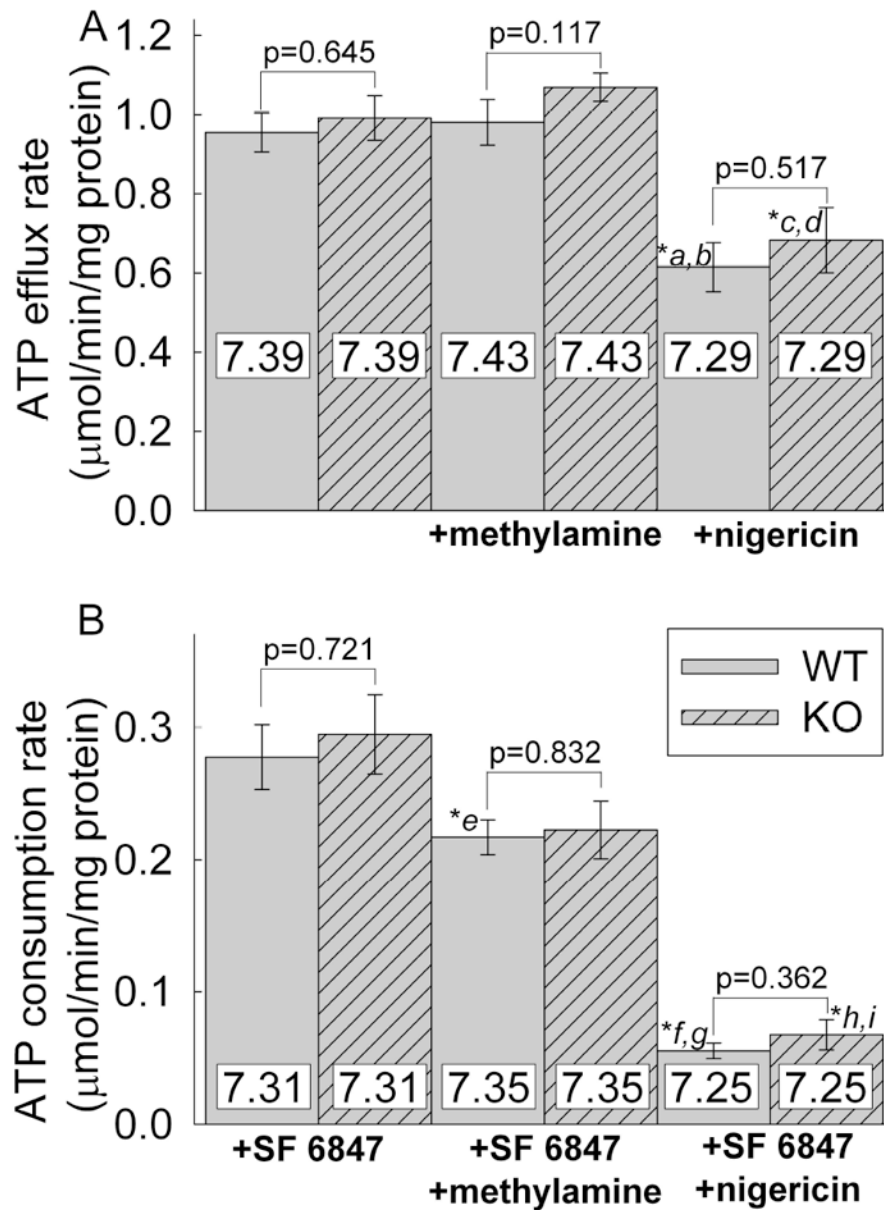 A
ATP efflux rate
(μmol/min/mg protein)
1.2
1.0
0.8
0.6
0.4
0.2
0.0
p=0.645
p=0.117
p=0.517
*a,b
*c,d
7.39
7.39
7.43
7.43
7.29
7.29
+methylamine
+nigericin
B
ATP consumption rate
(μmol/min/mg protein)
0.3
0.2
0.1
0.0
WT
KO
p=0.721
p=0.832
p=0.362
*e
*f,g
*h,i
7.31
7.31
7.35
7.35
7.25
7.25
+SF 6847
+SF 6847
+methylamine
+SF 6847
+nigericin